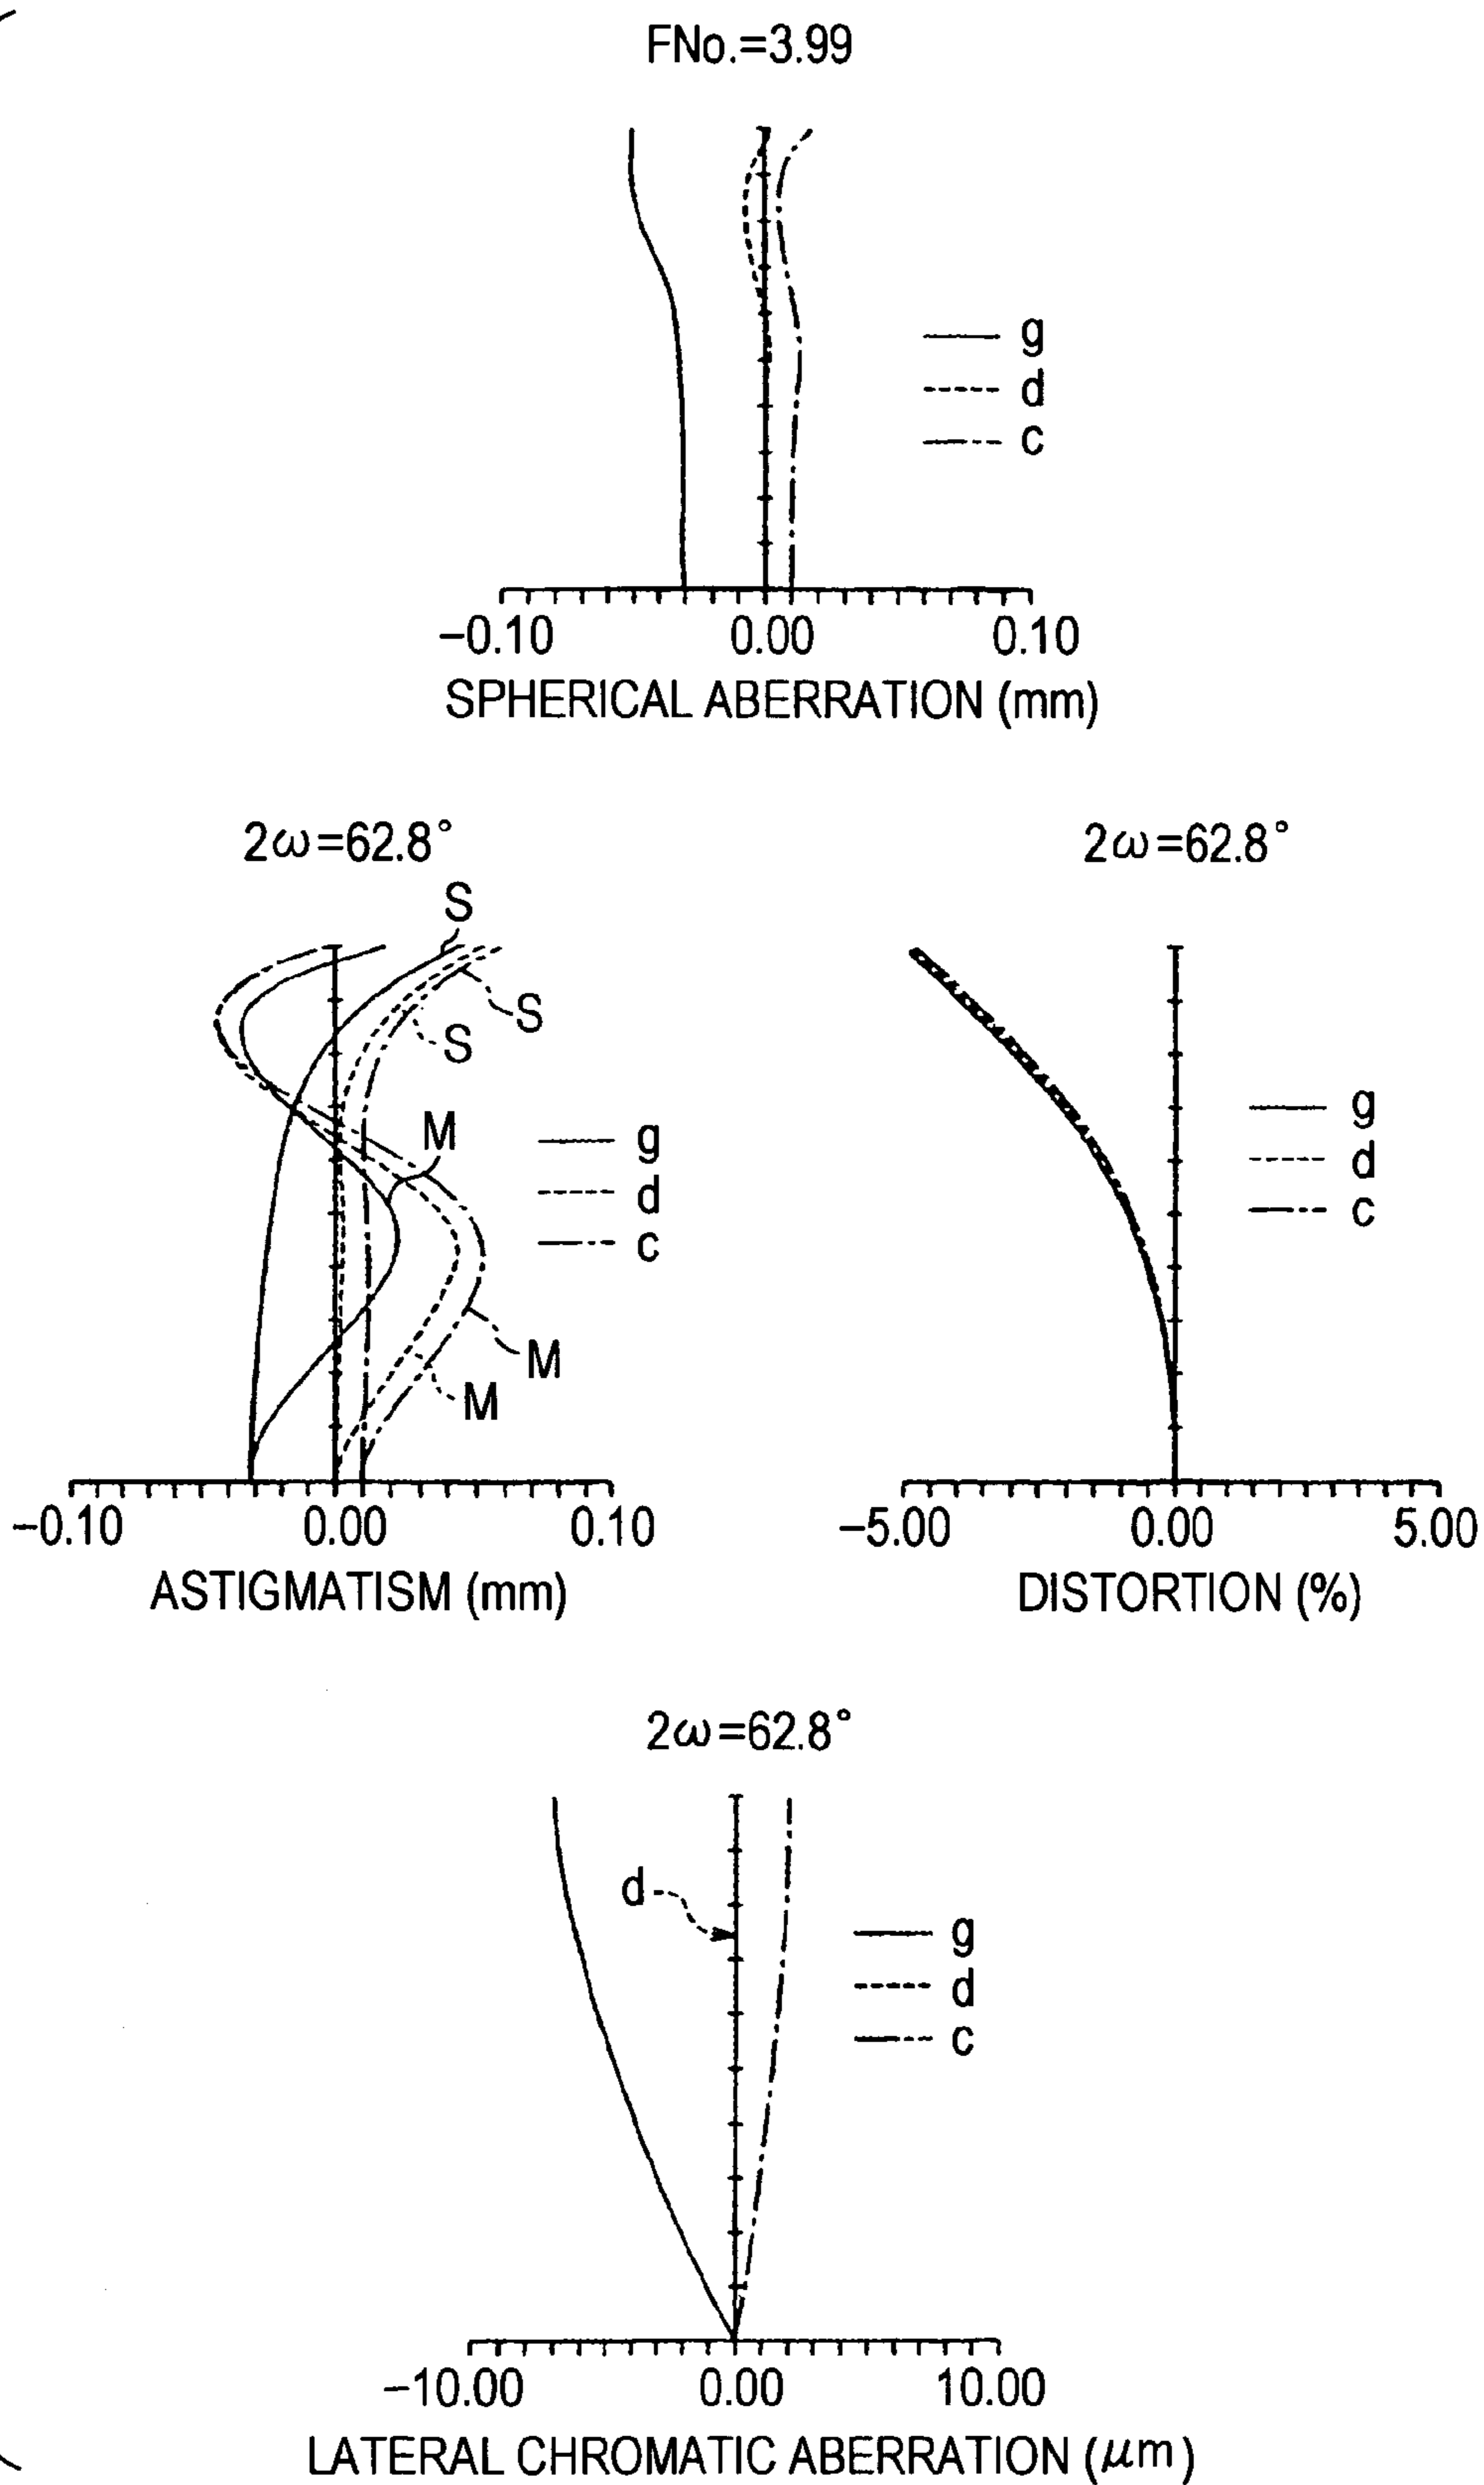 FNo.=3.99
g
d
c
−0.10 0.00 0.10
SPHERICAL ABERRATION (mm)
2ω=62.8°
S
S
S
M
g
d
c
M
M
−0.10 0.00 0.10
ASTIGMATISM (mm)
2ω=62.8°
g
d
c
−5.00 0.00 5.00
DISTORTION (%)
2ω=62.8°
d
g
d
c
−10.00 0.00 10.00
LATERAL CHROMATIC ABERRATION (μm)